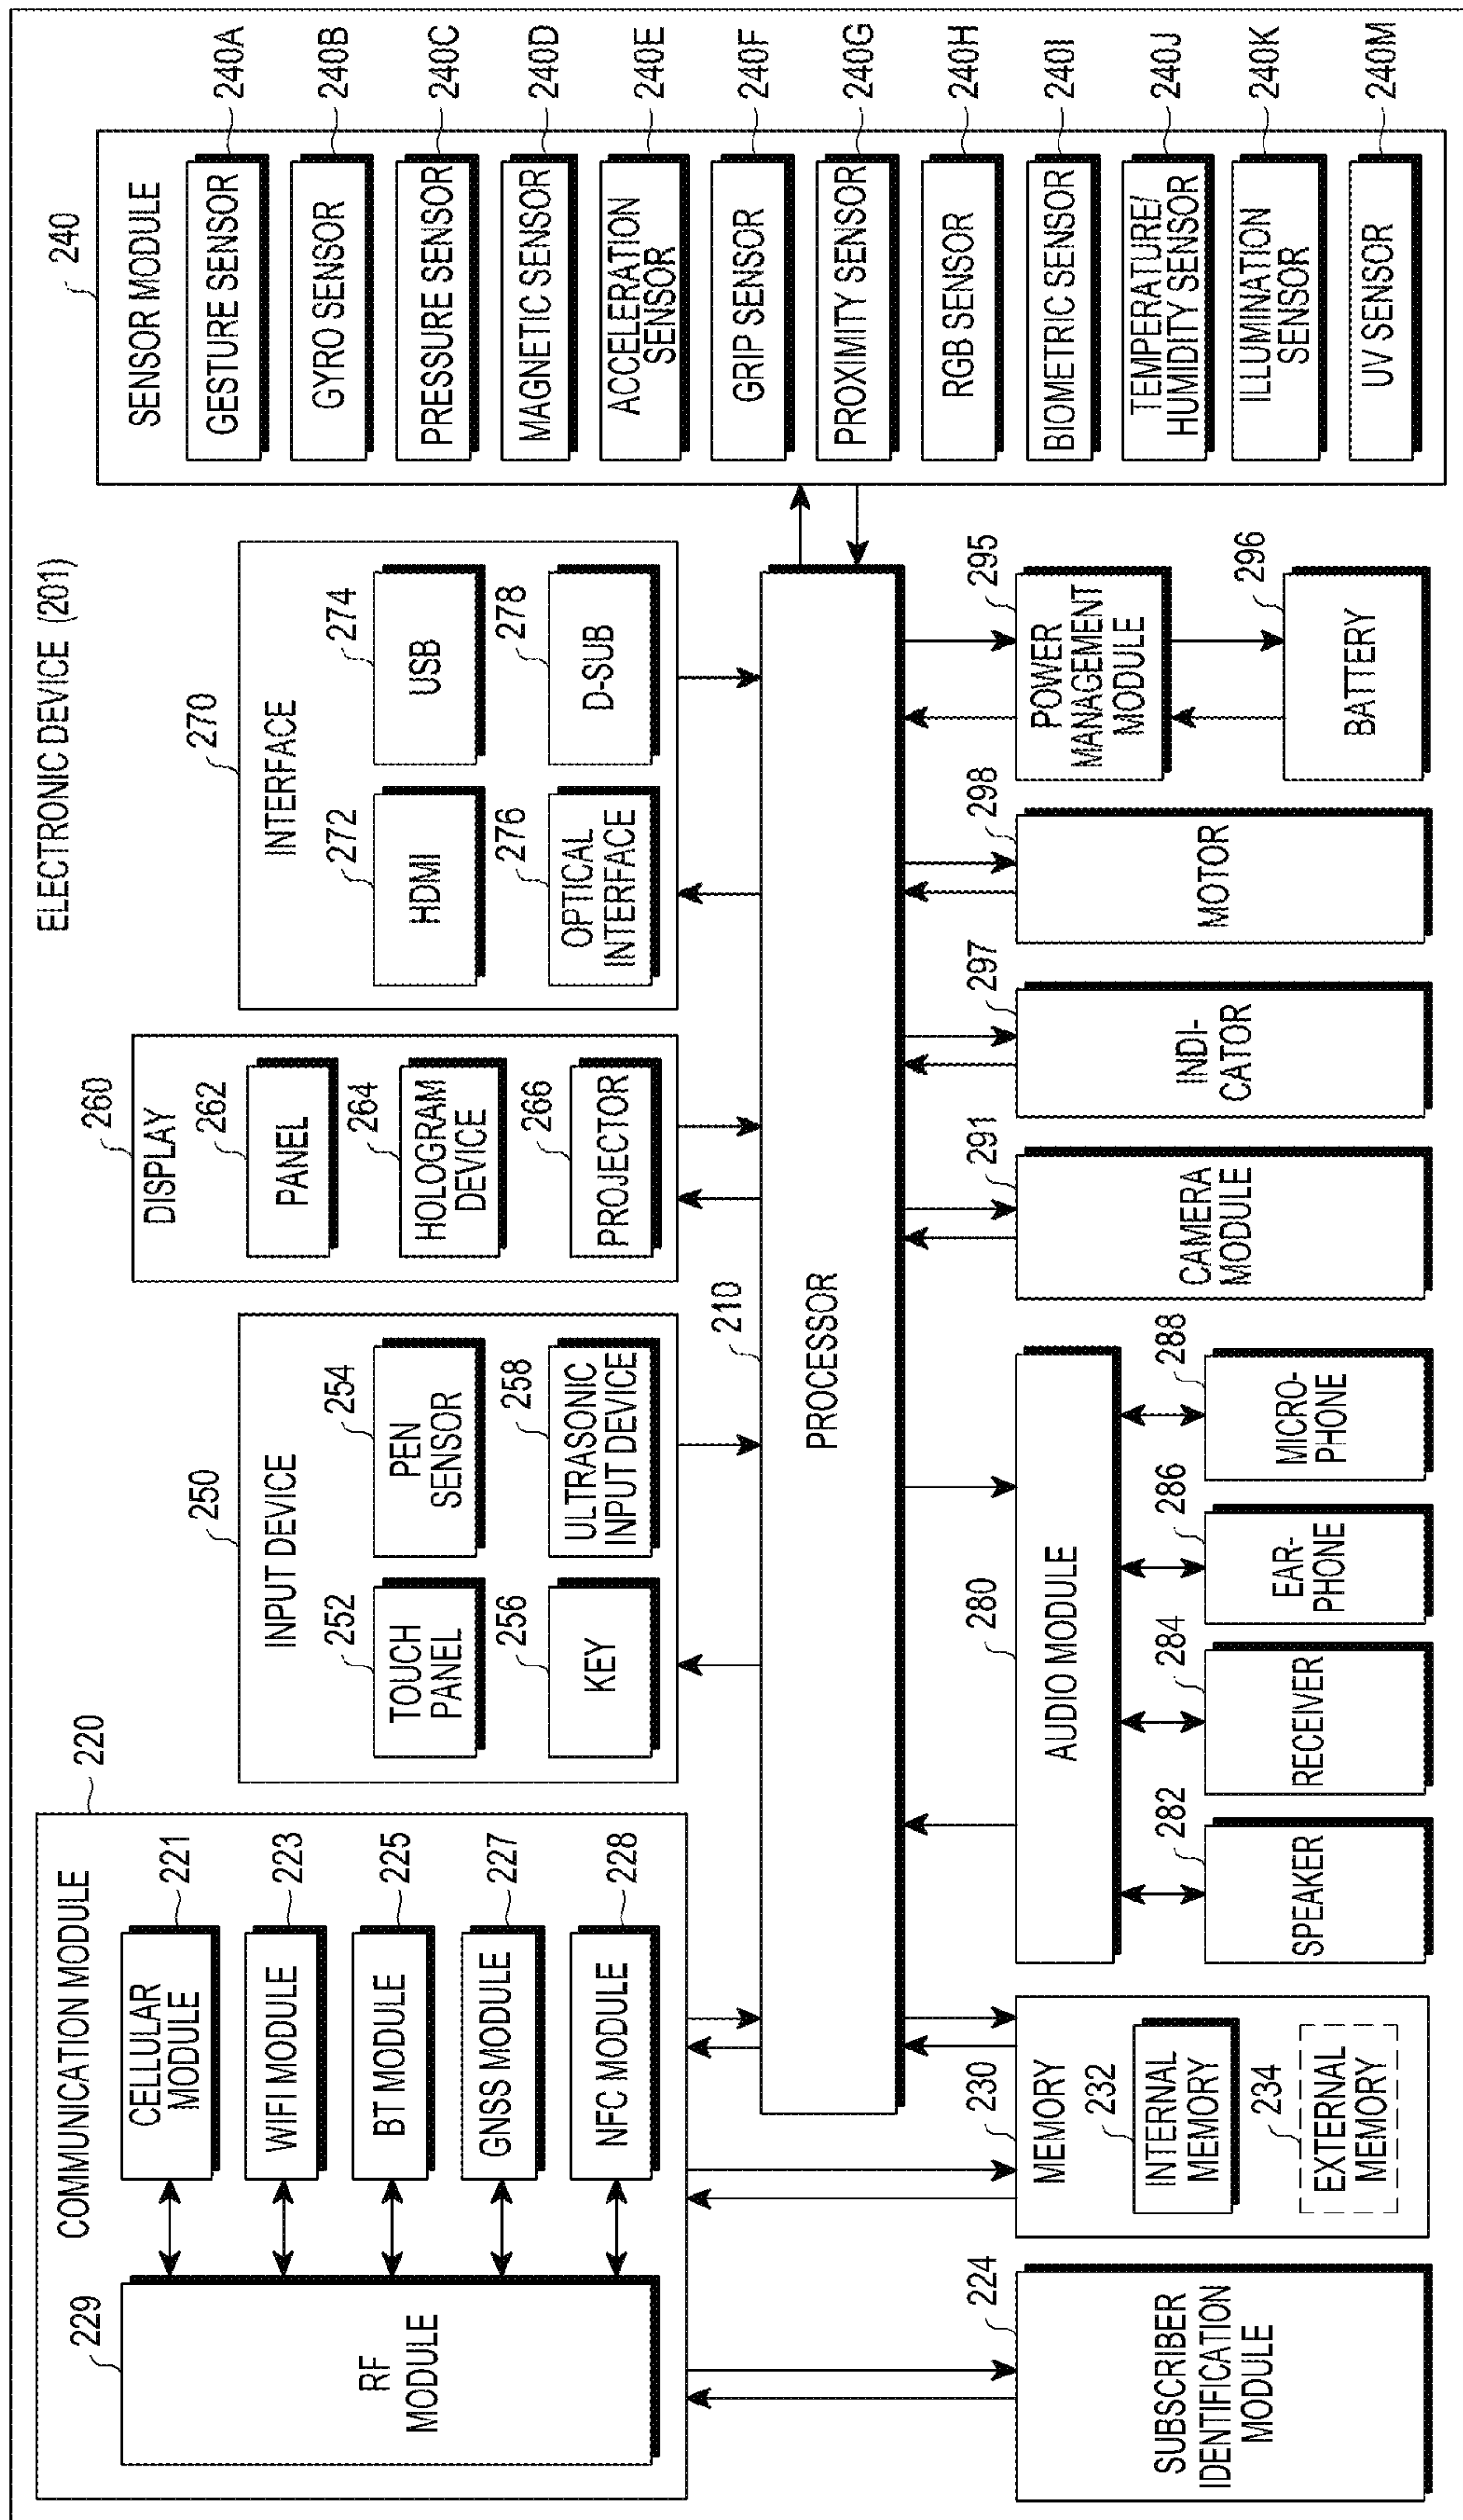 ELECTRONIC DEVICE (201)
220
COMMUNICATION MODULE
229
RF
MODULE
CELLULAR
MODULE
221
WIFI MODULE
223
BT MODULE
225
GNSS MODULE
227
NFC MODULE
228
250
INPUT DEVICE
252
TOUCH
PANEL
254
PEN
SENSOR
256
KEY
258
ULTRASONIC
INPUT DEVICE
260
DISPLAY
262
PANEL
264
HOLOGRAM
DEVICE
266
PROJECTOR
270
INTERFACE
272
HDMI
274
USB
276
OPTICAL
INTERFACE
278
D-SUB
240
SENSOR MODULE
GESTURE SENSOR
240A
GYRO SENSOR
240B
PRESSURE SENSOR
240C
MAGNETIC SENSOR
240D
ACCELERATION
SENSOR
240E
GRIP SENSOR
240F
PROXIMITY SENSOR
240G
RGB SENSOR
240H
BIOMETRIC SENSOR
240I
TEMPERATURE/
HUMIDITY SENSOR
240J
ILLUMINATION
SENSOR
240K
UV SENSOR
240M
210
PROCESSOR
224
SUBSCRIBER
IDENTIFICATION
MODULE
230
MEMORY
232
INTERNAL
MEMORY
234
EXTERNAL
MEMORY
280
AUDIO MODULE
282
SPEAKER
284
RECEIVER
286
EAR-
PHONE
288
MICRO-
PHONE
291
CAMERA
MODULE
297
INDI-
CATOR
298
MOTOR
295
POWER
MANAGEMENT
MODULE
296
BATTERY